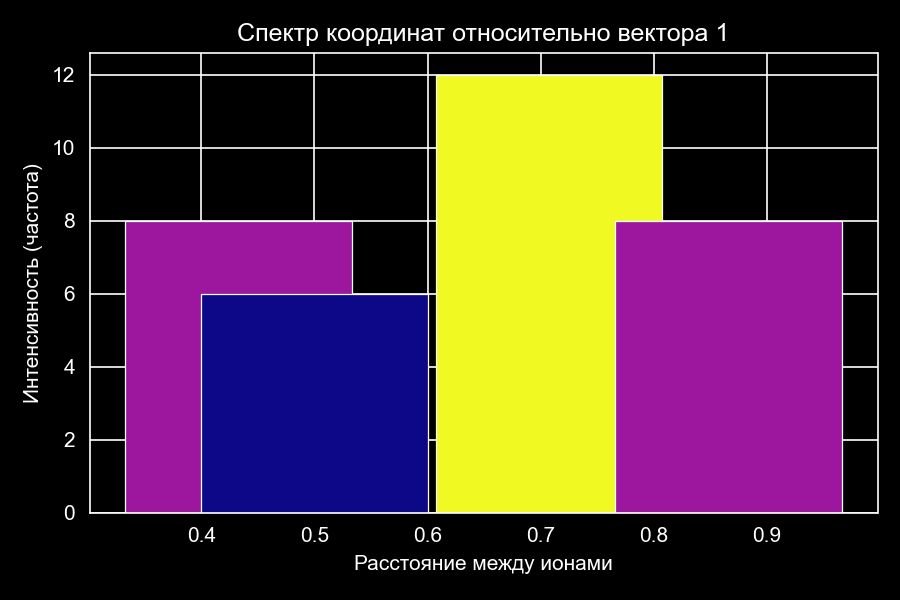 Спектр координат относительно вектора 1
12
10
8
6
4
2
0
Интенсивность (частота)
0.4 0.5 0.6 0.7 0.8 0.9
Расстояние между ионами